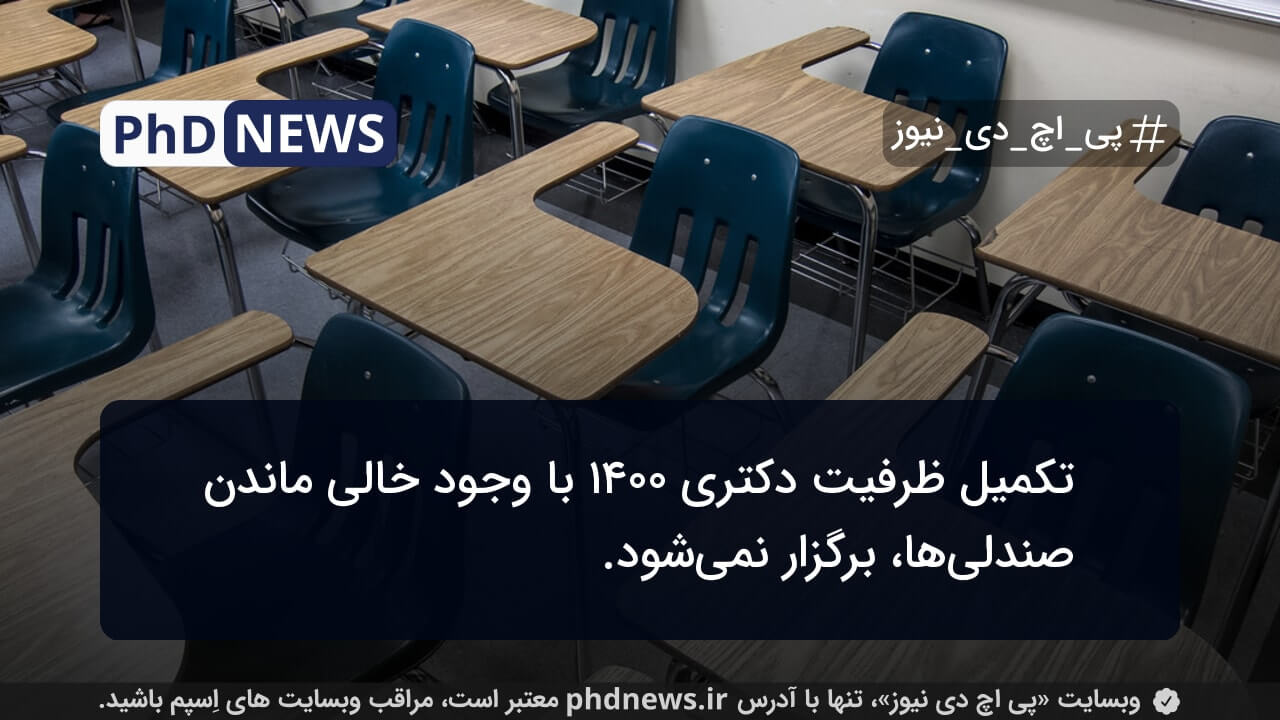 PhD NEWS
#پی_اچ_دی_نیوز
تکمیل ظرفیت دکتری ۱۴۰۰ با وجود خالی ماندن
صندلی‌ها، برگزار نمی‌شود.
وبسایت «پی اچ دی نیوز»، تنها با آدرس phdnews.ir معتبر است، مراقب وبسایت های اِسپم باشید.